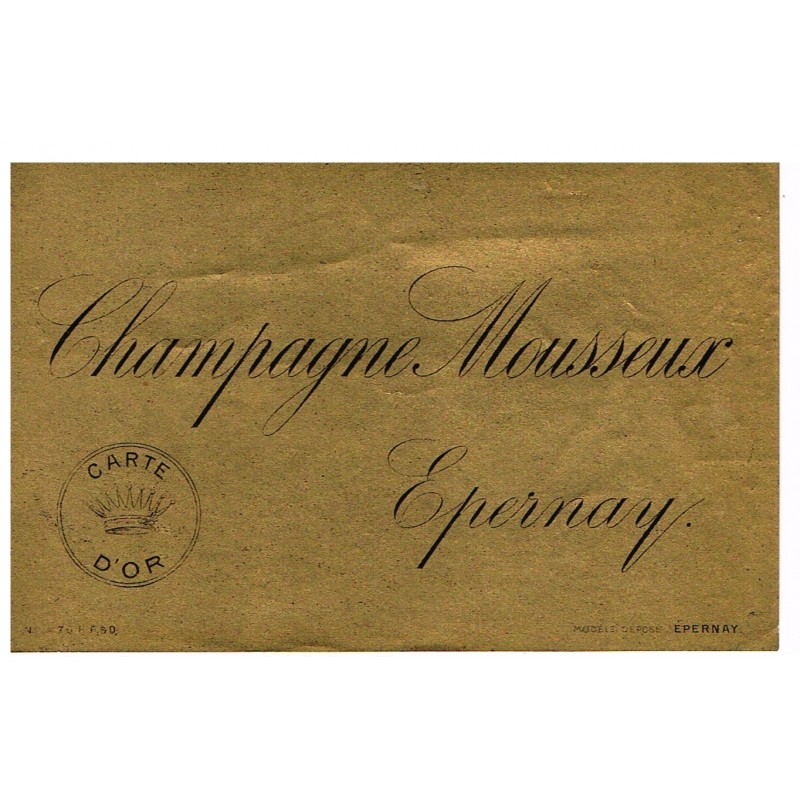 Champagne Mousseux
Epernay.
CARTE
D'OR
MODÈLE DÉPOSÉ ÉPERNAY